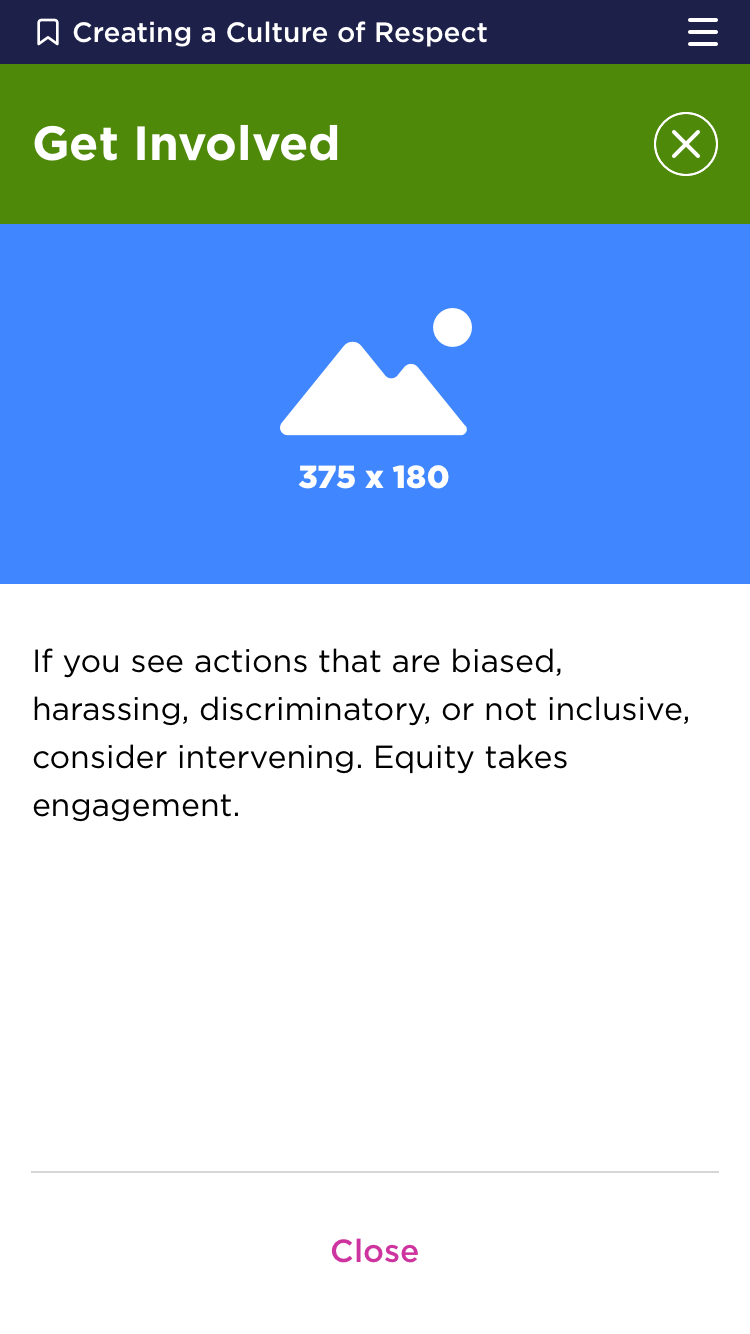 Creating a Culture of Respect
Get Involved
375 x 180
If you see actions that are biased,
harassing, discriminatory, or not inclusive,
consider intervening. Equity takes
engagement.
Close